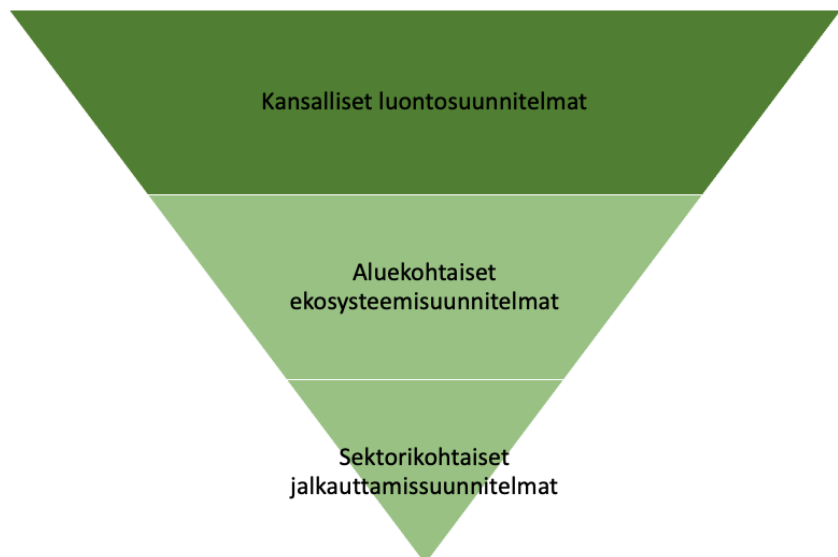 Kansalliset luontosuunnitelmat
Aluekohtaiset
ekosysteemisuunnitelmat
Sektorikohtaiset
jalkauttamissuunnitelmat